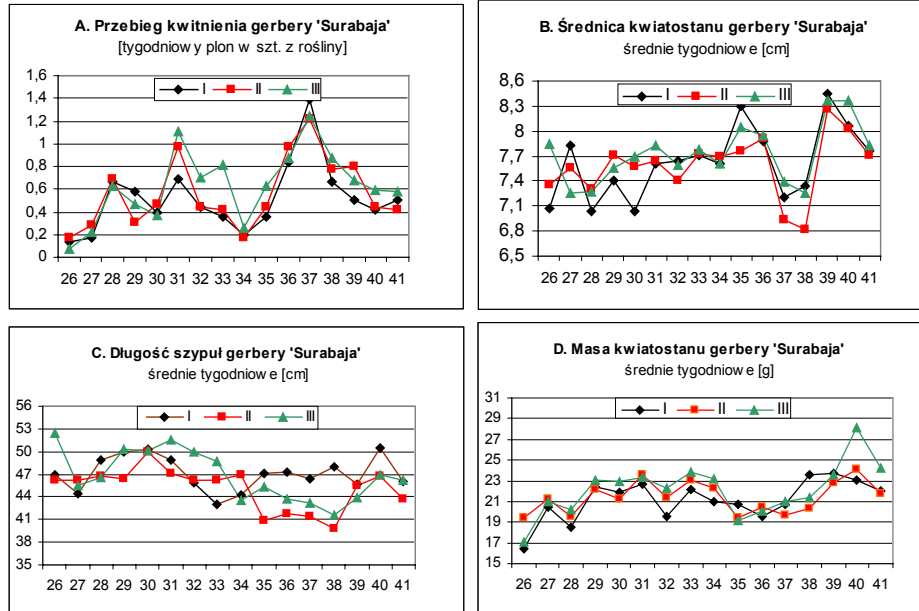 A. Przebieg kwitnienia gerbery 'Surabaja'
[tygodniowy plon w szt. z rośliny]
1,6
1,4
1,2
1
0,8
0,6
0,4
0,2
0
I II III
26 27 28 29 30 31 32 33 34 35 36 37 38 39 40 41
B. Średnica kwiatostanu gerbery 'Surabaja'
średnie tygodniowe [cm]
8,6
8,3
8
7,7
7,4
7,1
6,8
6,5
I II III
26 27 28 29 30 31 32 33 34 35 36 37 38 39 40 41
C. Długość szypuł gerbery 'Surabaja'
średnie tygodniowe [cm]
56
53
50
47
44
41
38
35
I II III
26 27 28 29 30 31 32 33 34 35 36 37 38 39 40 41
D. Masa kwiatostanu gerbery 'Surabaja'
średnie tygodniowe [g]
31
29
27
25
23
21
19
17
15
I II III
26 27 28 29 30 31 32 33 34 35 36 37 38 39 40 41